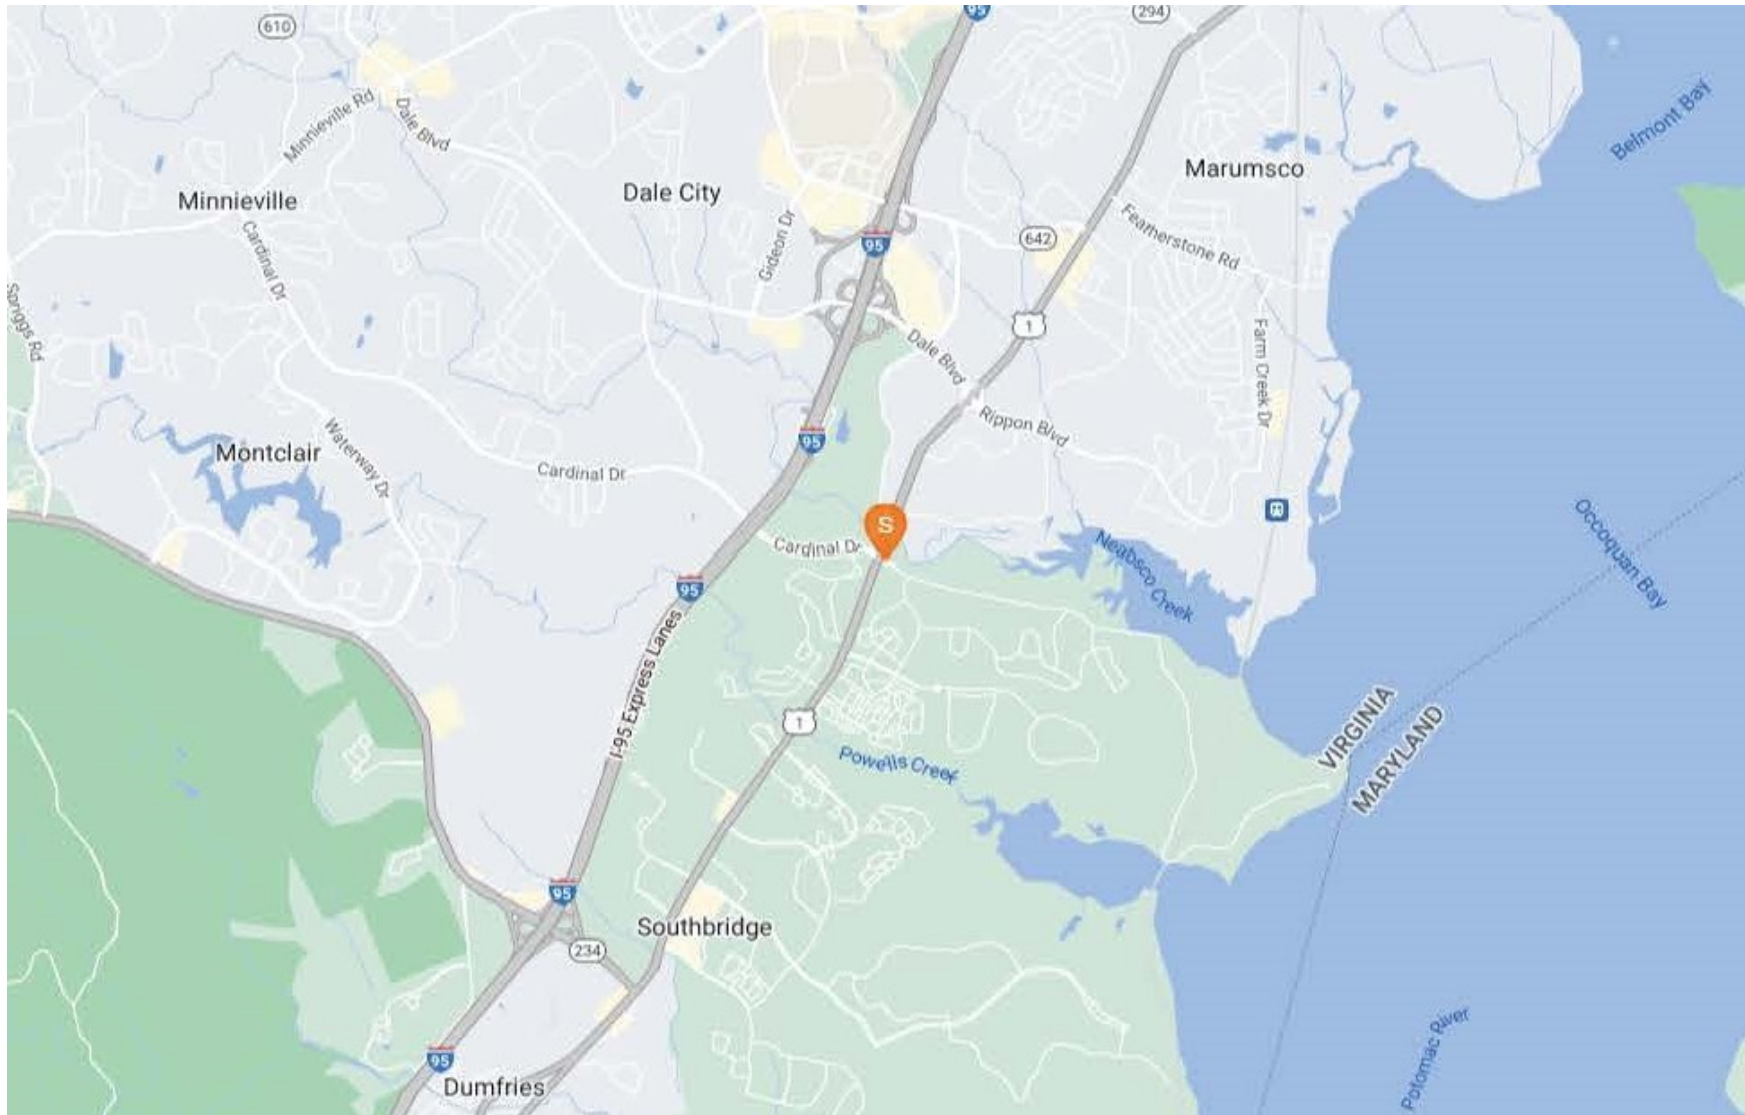 95
294
610
Minnieville Rd
Dale Blvd
Belmont Bay
Marumsco
Dale City
Minnieville
Featherstone Rd
Gideon Dr
642
95
Cardinal Dr
Spriggs Rd
1
Farm Creek Dr
Dale Blvd
Rippon Blvd
95
Waterway Dr
Montclair
Cardinal Dr
S
Cardinal Dr
Neabsco Creek
Occoquan Bay
95
I-95 Express Lanes
VIRGINIA
MARYLAND
1
Powells Creek
95
Southbridge
234
Potomac River
95
Dumfries